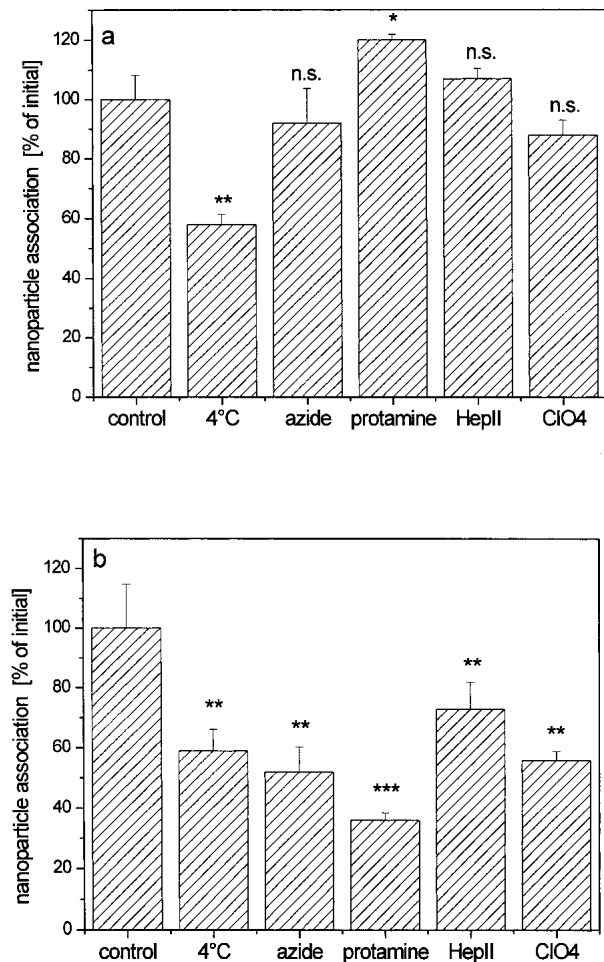 a
nanoparticle association [% of initial]
120
100
80
60
40
20
0
**
n.s.
*
n.s.
n.s.
control 4°C azide protamine HepII ClO4
b
nanoparticle association [% of initial]
120
100
80
60
40
20
0
**
**
***
**
**
control 4°C azide protamine HepII ClO4